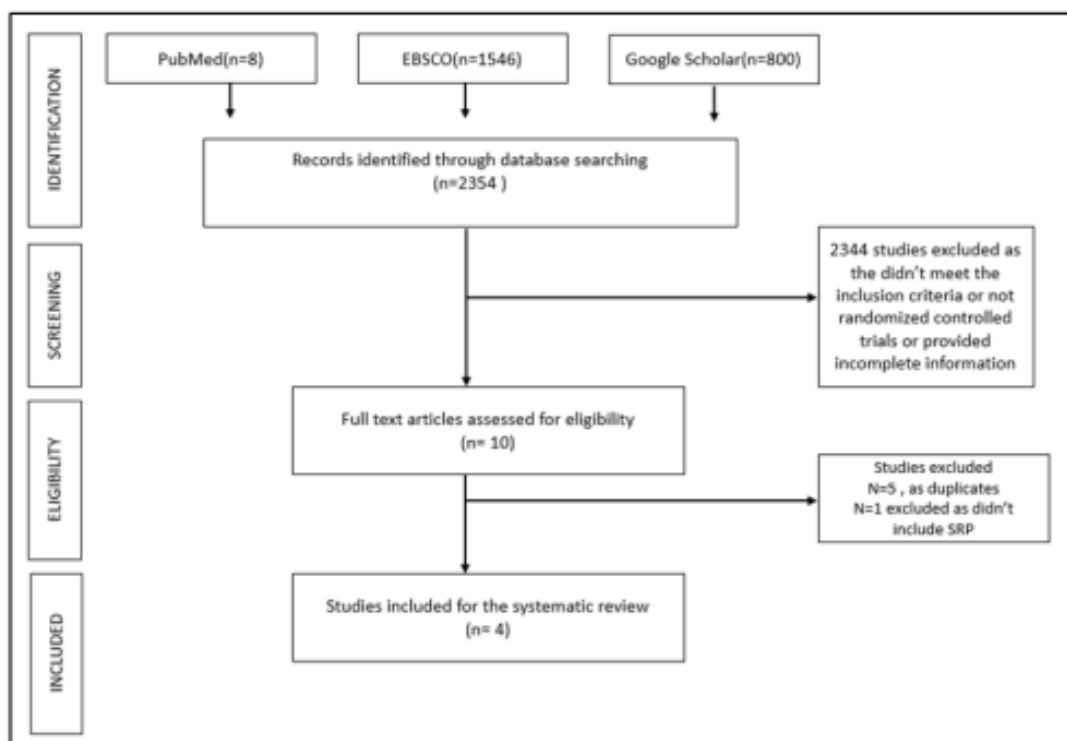 IDENTIFICATION
PubMed(n=8)
EBSCO(n=1546)
Google Scholar(n=800)
Records identified through database searching
(n=2354 )
SCREENING
2344 studies excluded as
the didn't meet the
inclusion criteria or not
randomized controlled
trials or provided
incomplete information
ELIGIBILITY
Full text articles assessed for eligibility
(n= 10)
Studies excluded
N=5 , as duplicates
N=1 excluded as didn't
include SRP
INCLUDED
Studies included for the systematic review
(n= 4)